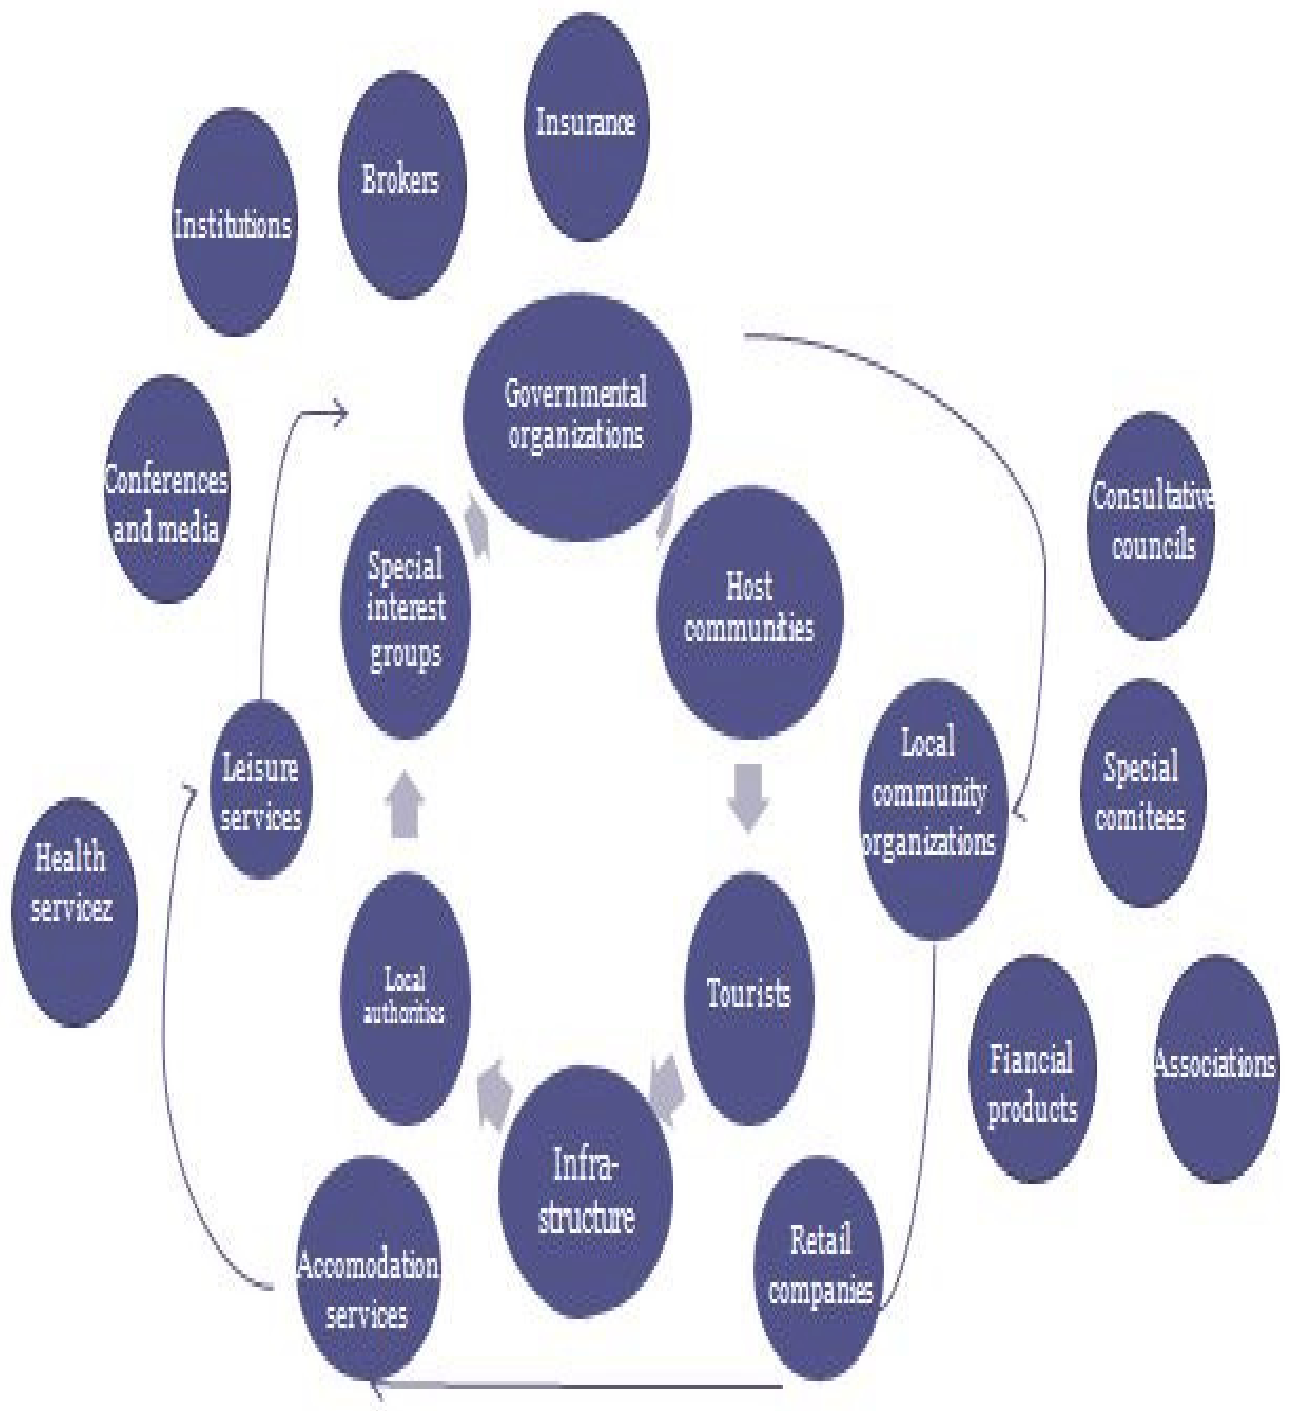 Insurance
Brokers
Institutions
Governmental
organizations
Conferences
and media
Consultative
councils
Special
interest
groups
Host
communities
Local
community
organizations
Special
comitees
Leisure
services
Health
servicez
Local
authorities
Tourists
Fiancial
products
Associations
Infra-
structure
Retail
companies
Accomodation
services